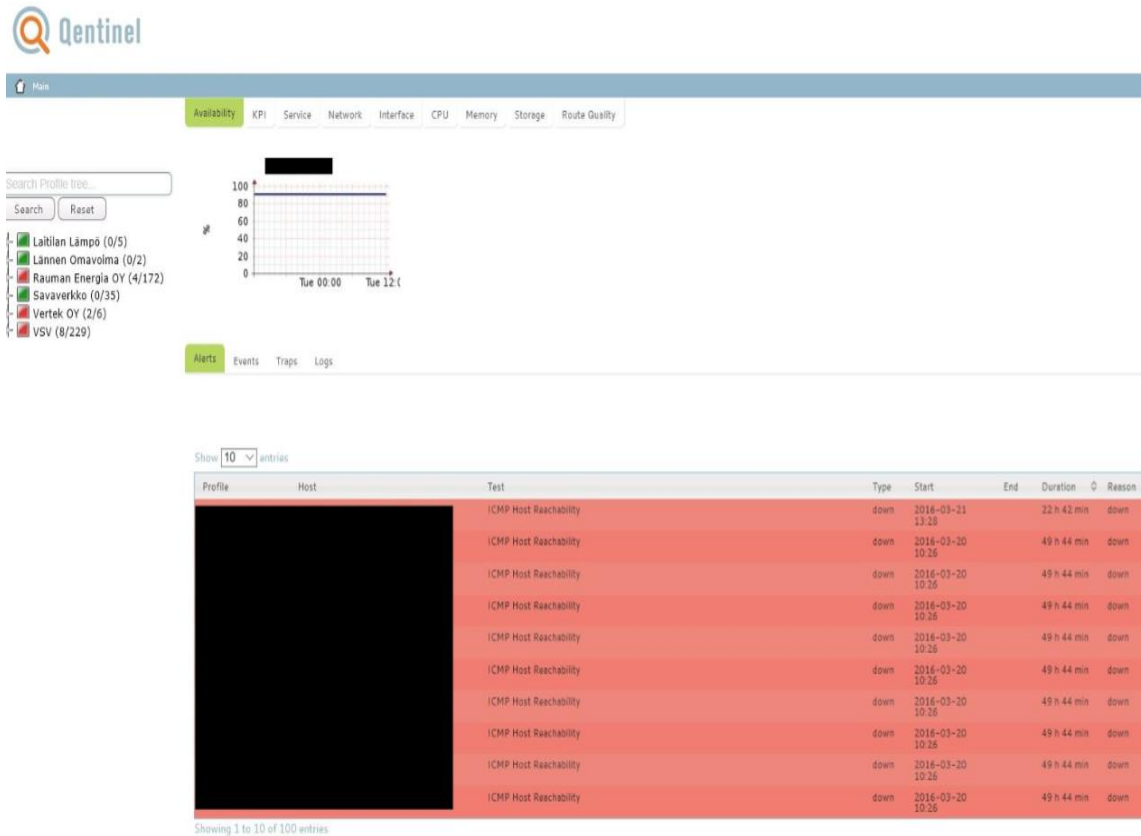 Qentinel
Main
Availability KPI Service Network Interface CPU Memory Storage Route Quality
Search Profile tree...
Search Reset
Laitilan Lämpö (0/5)
Lännen Omavoima (0/2)
Rauman Energia OY (4/172)
Savaverkko (0/35)
Vertek OY (2/6)
VSV (8/229)
%
100
80
60
40
20
0
Tue 00:00 Tue 12:(
Alerts Events Traps Logs
Show 10 entries
Profile Host Test Type Start End Duration Reason
ICMP Host Reachability down 2016-03-21 13:28 22 h 42 min down
ICMP Host Reachability down 2016-03-20 10:26 49 h 44 min down
ICMP Host Reachability down 2016-03-20 10:26 49 h 44 min down
ICMP Host Reachability down 2016-03-20 10:26 49 h 44 min down
ICMP Host Reachability down 2016-03-20 10:26 49 h 44 min down
ICMP Host Reachability down 2016-03-20 10:26 49 h 44 min down
ICMP Host Reachability down 2016-03-20 10:26 49 h 44 min down
ICMP Host Reachability down 2016-03-20 10:26 49 h 44 min down
ICMP Host Reachability down 2016-03-20 10:26 49 h 44 min down
ICMP Host Reachability down 2016-03-20 10:26 49 h 44 min down
Showing 1 to 10 of 100 entries